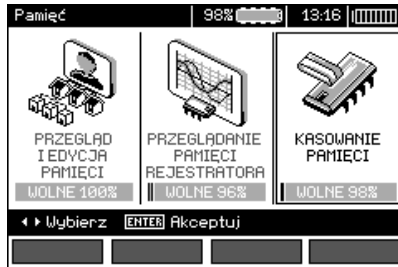 Pamięć 98% 13:16
PRZEGLĄD
I EDYCJA
PAMIĘCI
WOLNE 100%
PRZEGLĄDANIE
PAMIĘCI
REJESTRATORA
WOLNE 96%
KASOWANIE
PAMIĘCI
WOLNE 98%
Wybierz ENTER Akceptuj